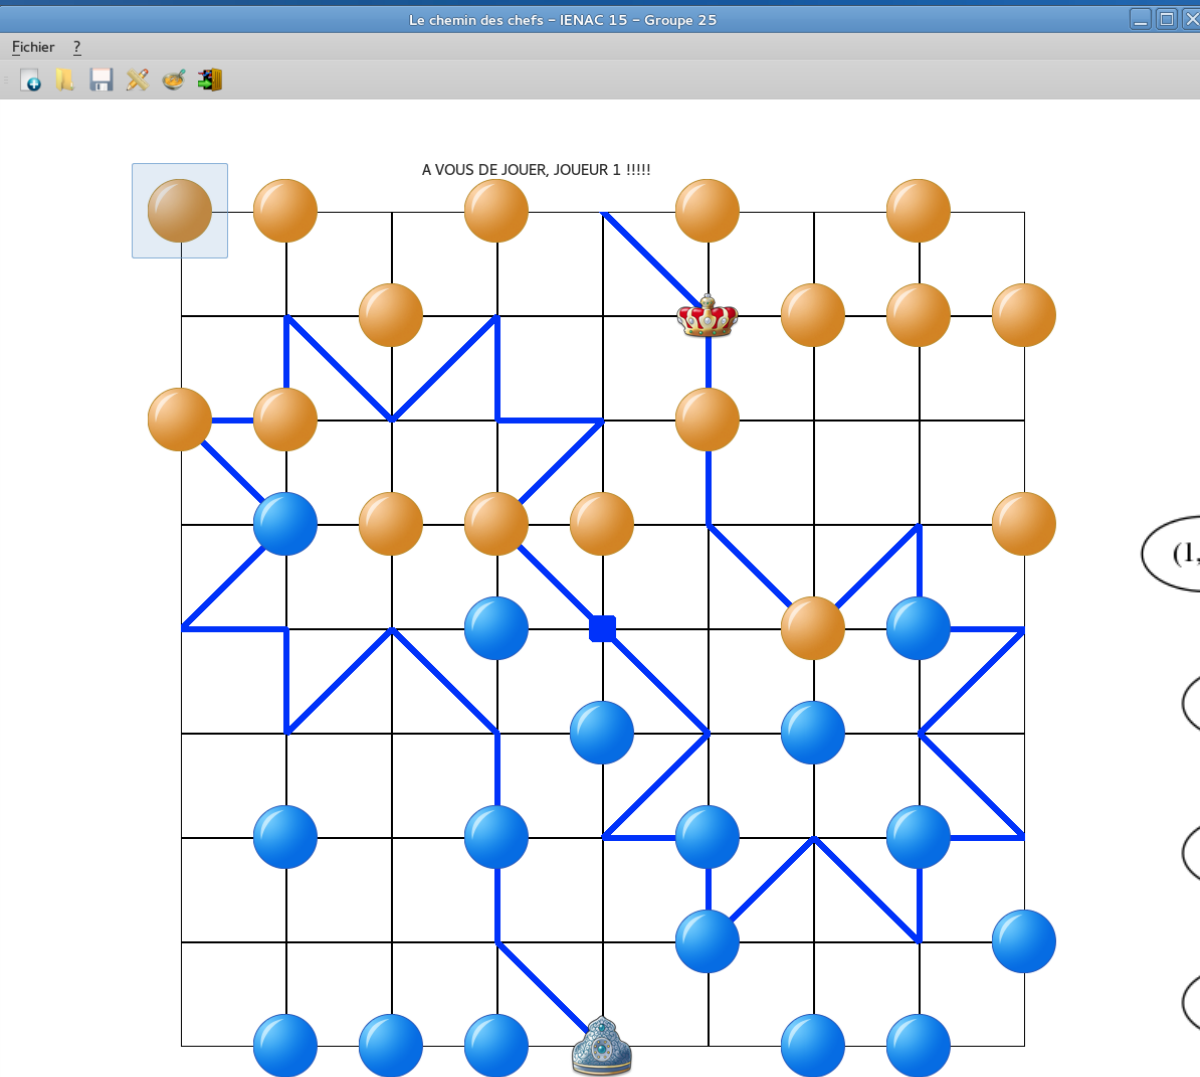 Le chemin des chefs – IENAC 15 – Groupe 25
Fichier ?
A VOUS DE JOUER, JOUEUR 1 !!!!!
(1,